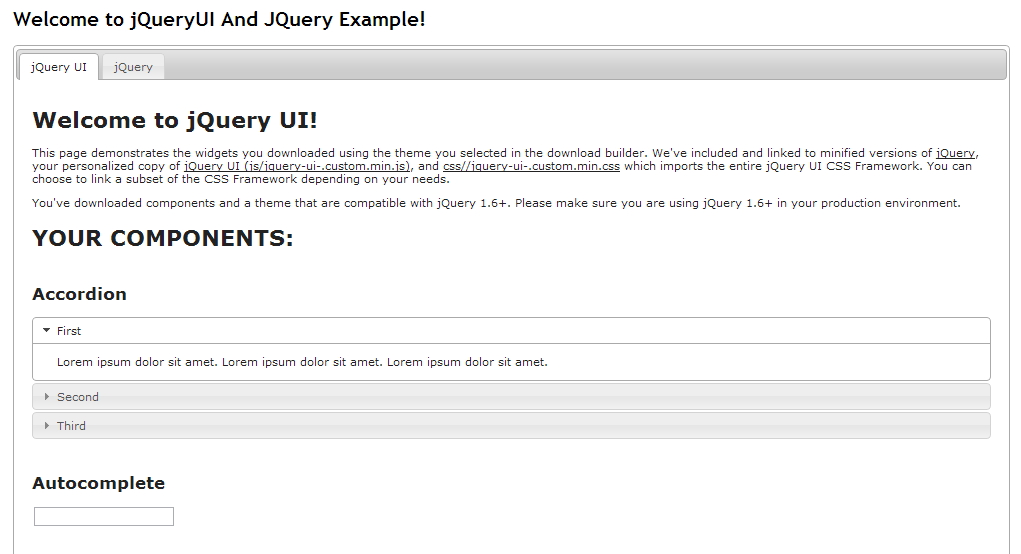 Welcome to jQueryUI And JQuery Example!
jQuery UI
jQuery
Welcome to jQuery UI!
This page demonstrates the widgets you downloaded using the theme you selected in the download builder. We've included and linked to minified versions of jQuery,
your personalized copy of jQuery UI (js/jquery-ui-.custom.min.js), and css//jquery-ui-.custom.min.css which imports the entire jQuery UI CSS Framework. You can
choose to link a subset of the CSS Framework depending on your needs.
You've downloaded components and a theme that are compatible with jQuery 1.6+. Please make sure you are using jQuery 1.6+ in your production environment.
YOUR COMPONENTS:
Accordion
First
Lorem ipsum dolor sit amet. Lorem ipsum dolor sit amet. Lorem ipsum dolor sit amet.
Second
Third
Autocomplete